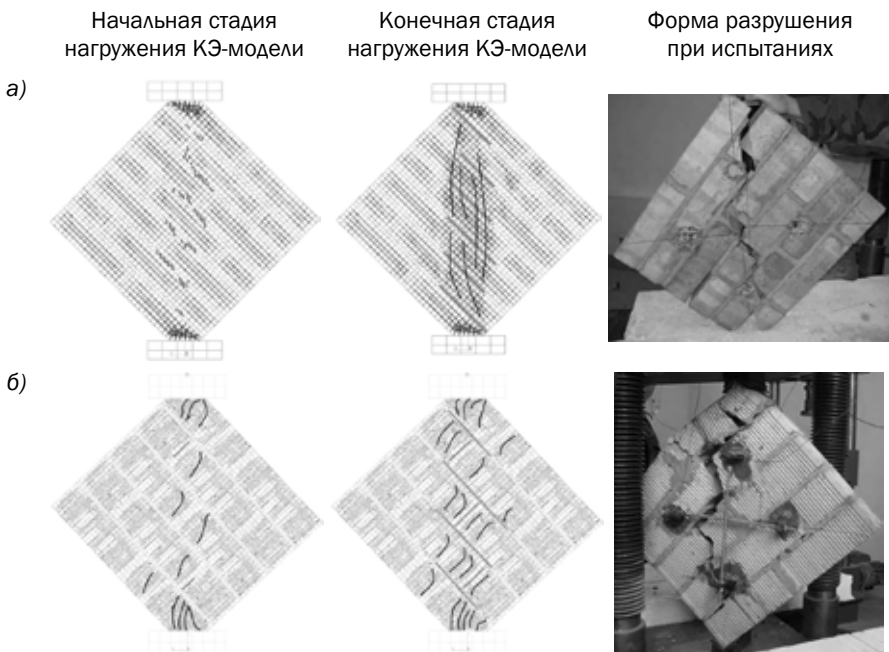 Начальная стадия
нагружения КЭ-модели
Конечная стадия
нагружения КЭ-модели
Форма разрушения
при испытаниях
а)
б)